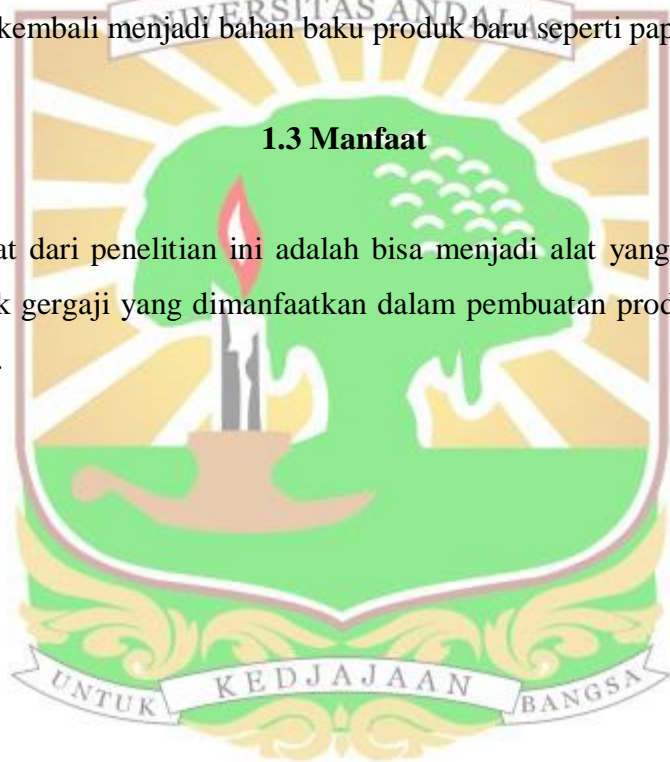 UNIVERSITAS ANDALAS
kembali menjadi bahan baku produk baru seperti pap
1.3 Manfaat
at dari penelitian ini adalah bisa menjadi alat yang
k gergaji yang dimanfaatkan dalam pembuatan prod
.
UNTUK KEDJAJAAN BANGSA